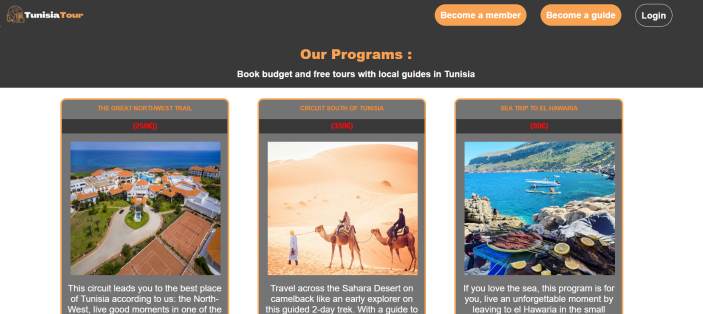 TunisiaTour
Become a member
Become a guide
Login
Our Programs :
Book budget and free tours with local guides in Tunisia
THE GREAT NORTHWEST TRAIL
(250€))
This circuit leads you to the best place
of Tunisia according to us: the North-
West, live good moments in one of the
CIRCUIT SOUTH OF TUNISIA
(350€)
Travel across the Sahara Desert on
camelback like an early explorer on
this guided 2-day trek. With a guide to
SEA TRIP TO EL HAWARIA
(90€)
If you love the sea, this program is for
you, live an unforgettable moment by
leaving to el Hawaria in the small